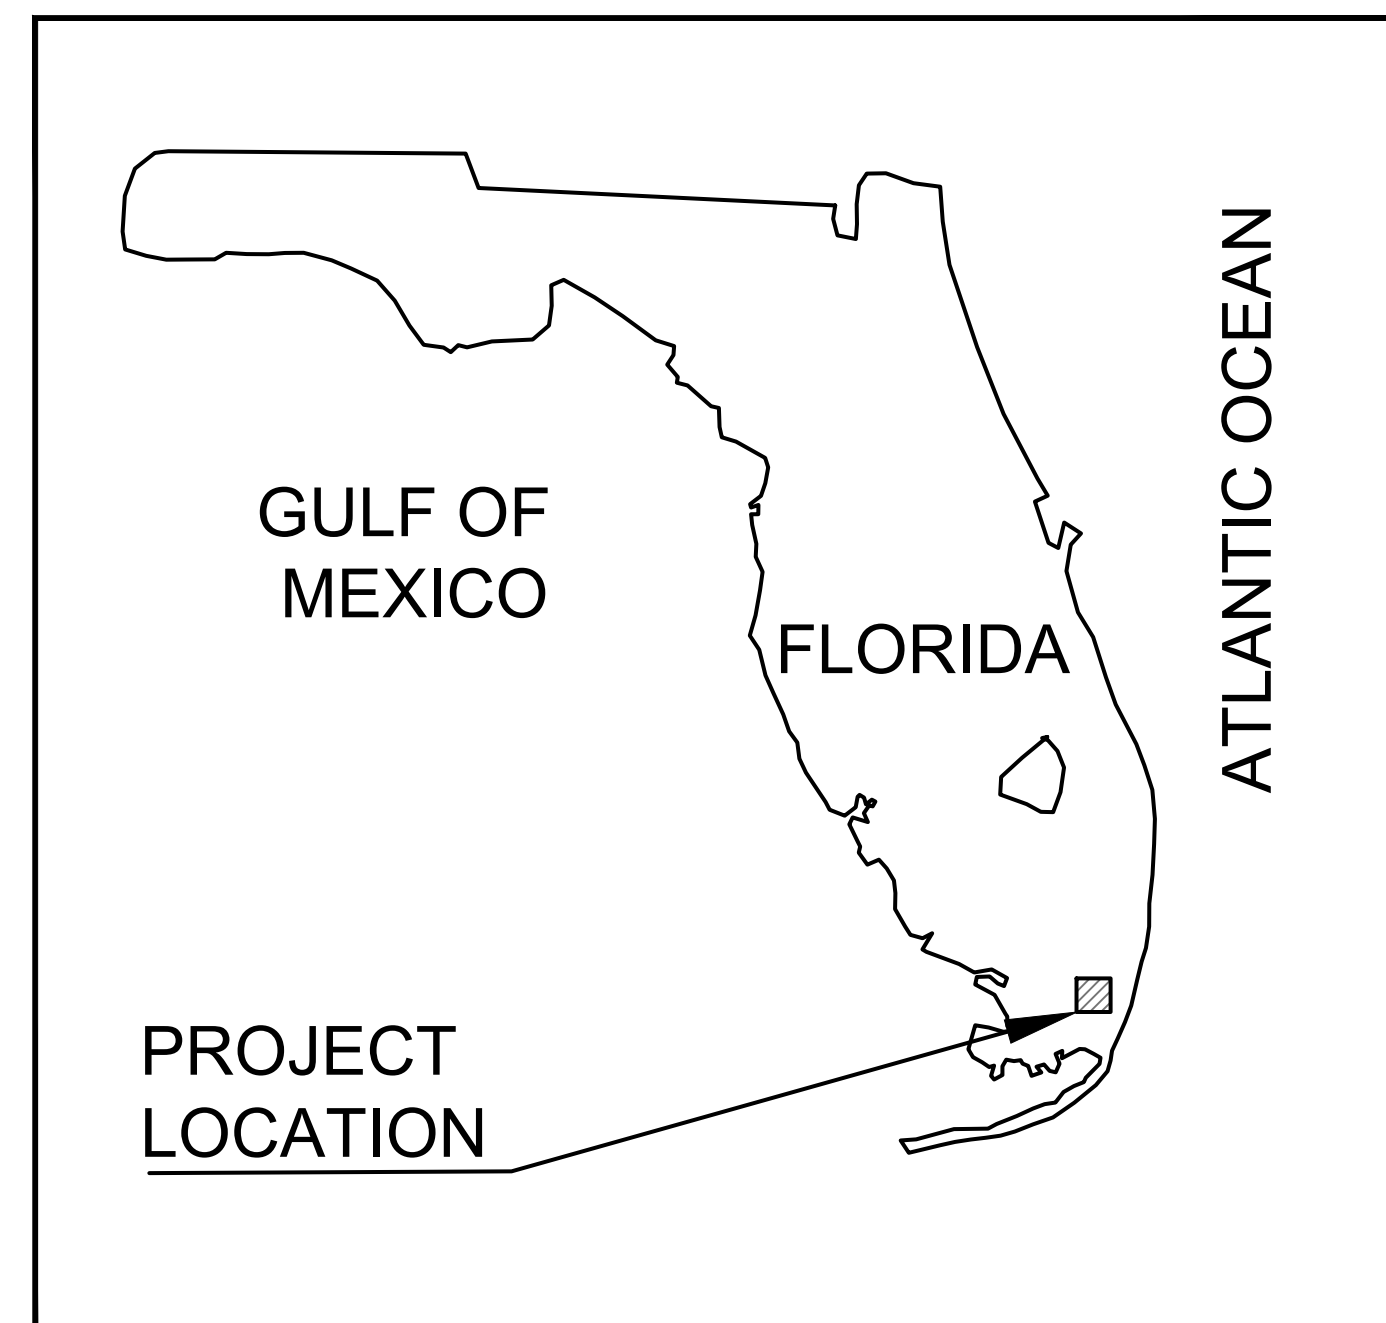 GULF OF
MEXICO
FLORIDA
ATLANTIC OCEAN
PROJECT
LOCATION